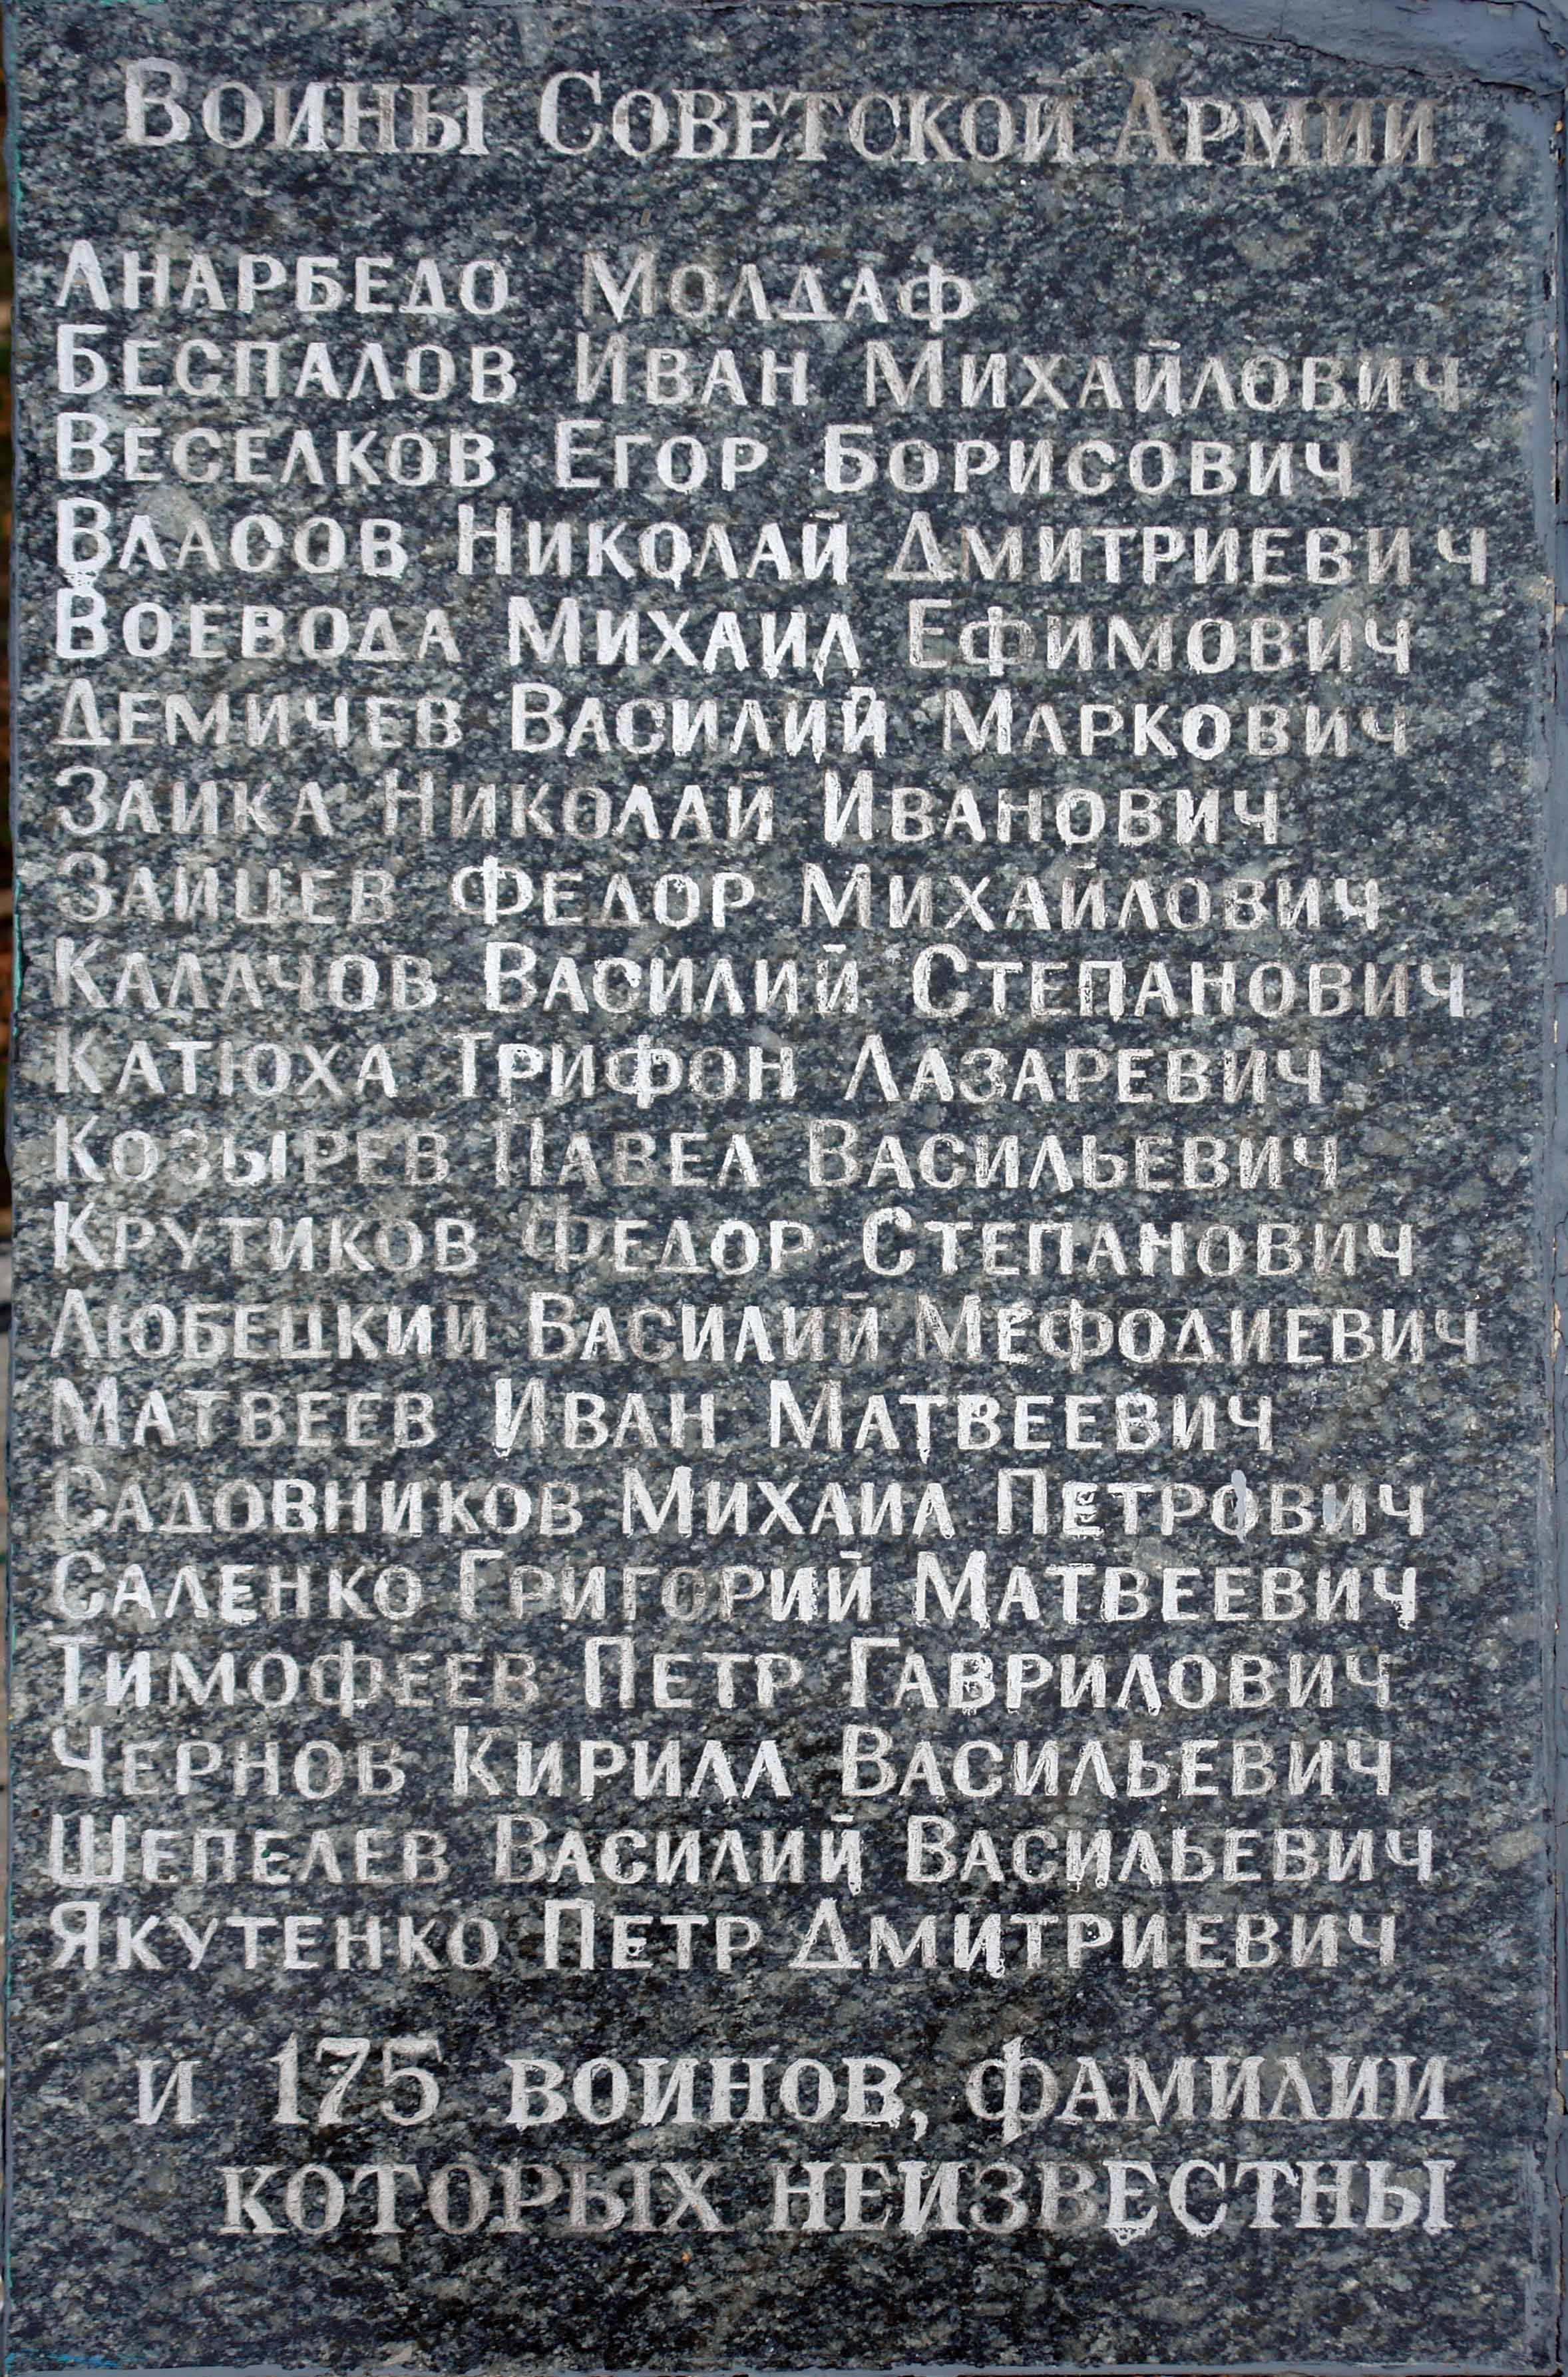 Воины Советской Армии
Анарбедо Молдаф
Беспалов Иван Михайлович
Веселков Егор Борисович
Власов Николай Дмитриевич
Воевода Михаил Ефимович
Демичев Василий Маркович
Заика Николай Иванович
Зайцев Федор Михайлович
Калачов Василий Степанович
Катюха Трифон Лазаревич
Козырев Павел Васильевич
Крутиков Федор Степанович
Любецкий Василий Мефодиевич
Матвеев Иван Матвеевич
Садовников Михаил Петрович
Саленко Григорий Матвеевич
Тимофеев Петр Гаврилович
Чернов Кирилл Васильевич
Шепелев Василий Васильевич
Якутенко Петр Дмитриевич
и 175 воинов, фамилии
которых неизвестны